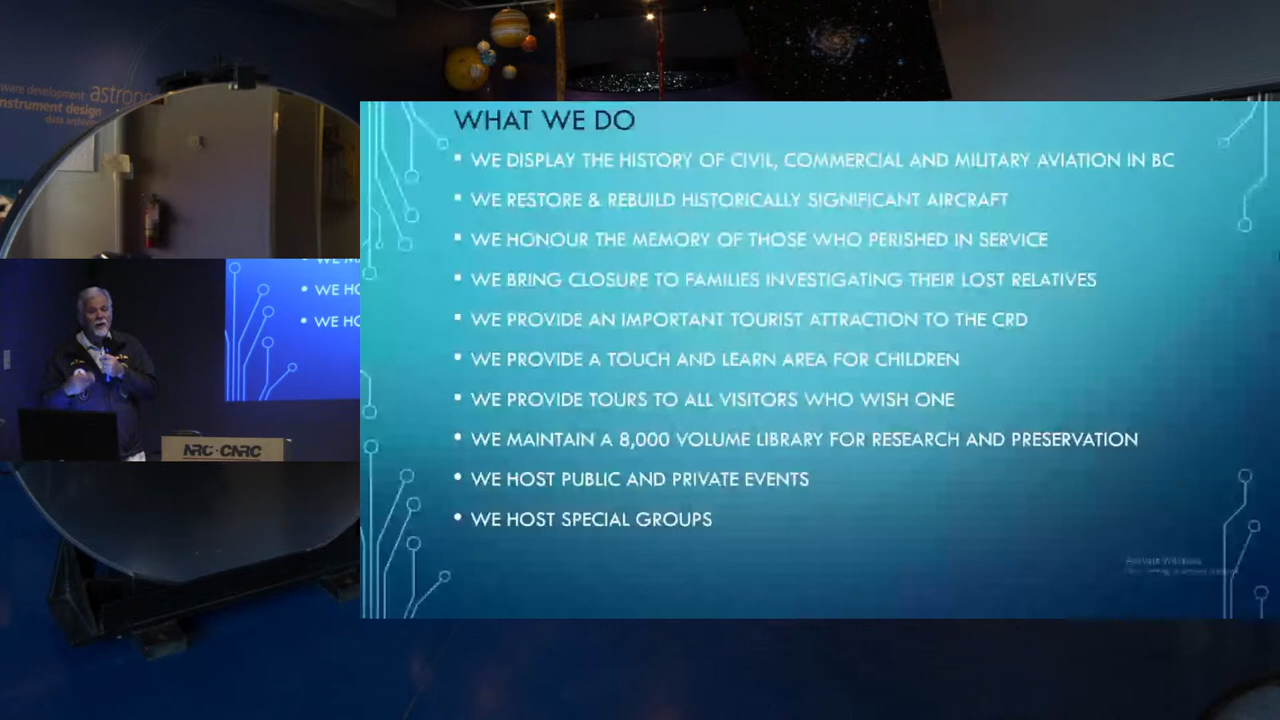 ware development astrono
nstrument design
data archiv
WHAT WE DO
WE DISPLAY THE HISTORY OF CIVIL, COMMERCIAL AND MILITARY AVIATION IN BC
WE RESTORE & REBUILD HISTORICALLY SIGNIFICANT AIRCRAFT
WE HONOUR THE MEMORY OF THOSE WHO PERISHED IN SERVICE
WE BRING CLOSURE TO FAMILIES INVESTIGATING THEIR LOST RELATIVES
WE PROVIDE AN IMPORTANT TOURIST ATTRACTION TO THE CRD
WE PROVIDE A TOUCH AND LEARN AREA FOR CHILDREN
WE PROVIDE TOURS TO ALL VISITORS WHO WISH ONE
WE MAINTAIN A 8,000 VOLUME LIBRARY FOR RESEARCH AND PRESERVATION
WE HOST PUBLIC AND PRIVATE EVENTS
WE HOST SPECIAL GROUPS
WE HO
WE HO
NRC·CNRC